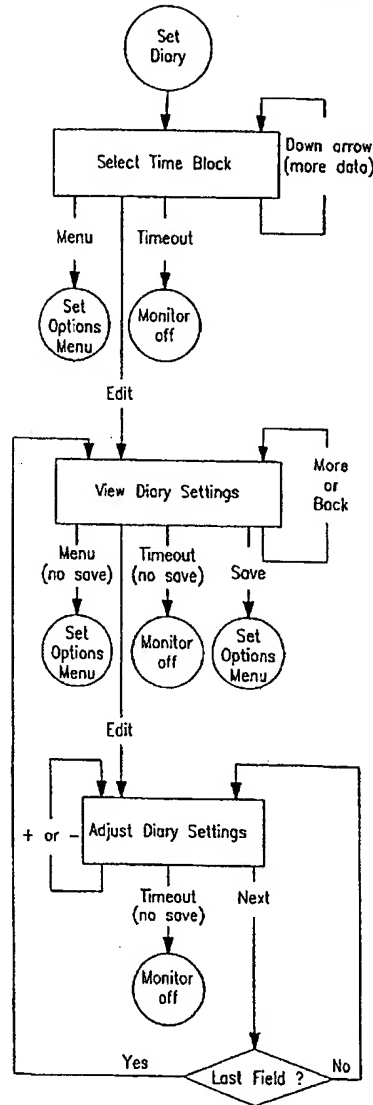 Set
Diary
Select Time Block
Down arrow
(more data)
Menu
Timeout
Set
Options
Menu
Monitor
off
Edit
View Diary Settings
More
or
Back
Menu
(no save)
Timeout
(no save)
Save
Set
Options
Menu
Monitor
off
Set
Options
Menu
Edit
+ or -
Adjust Diary Settings
Timeout
(no save)
Next
Monitor
off
Yes
Last Field ?
No